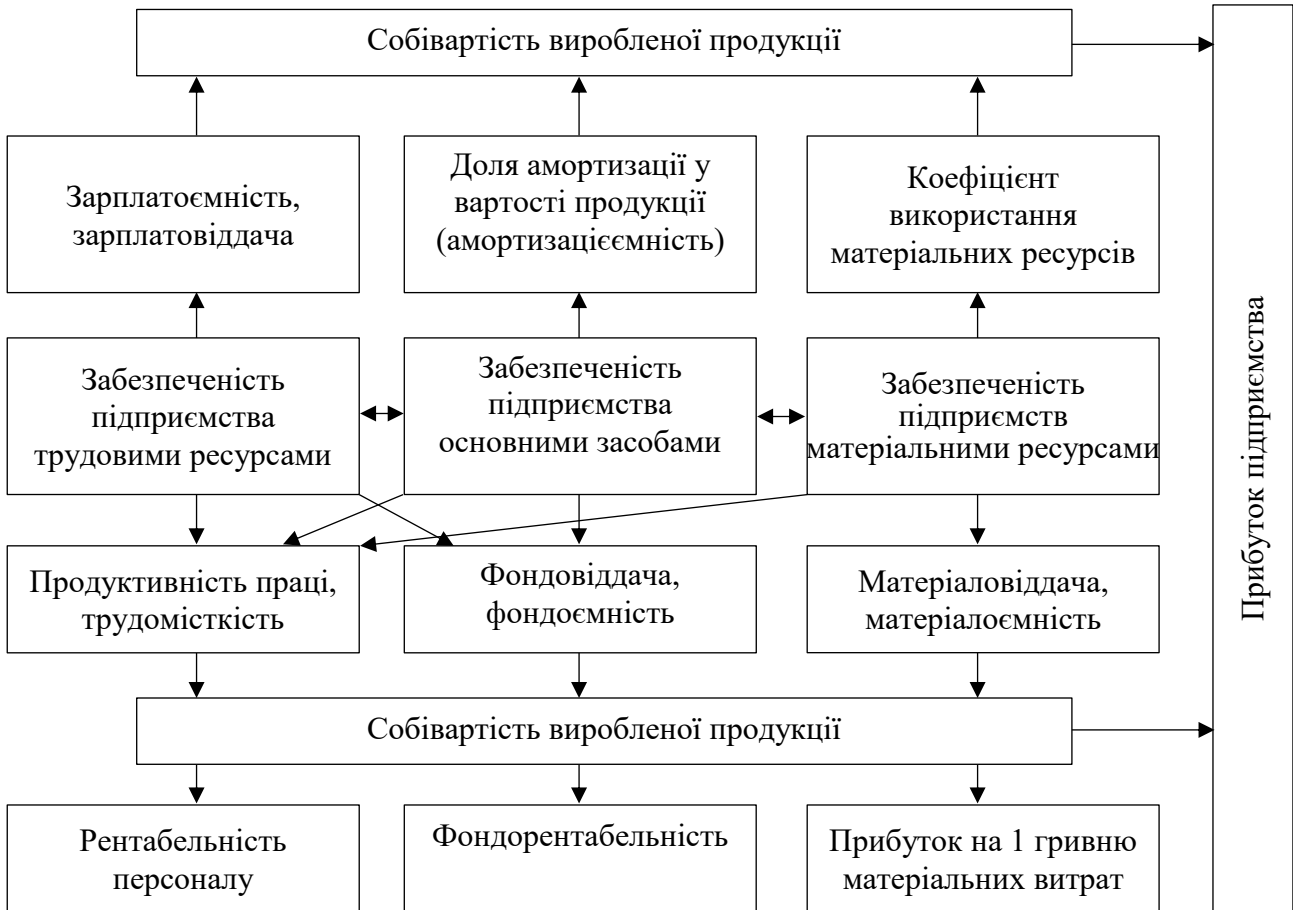 Собівартість виробленої продукції
Зарплатоємність,
зарплатовіддача
Доля амортизації у
вартості продукції
(амортизацієємність)
Коефіцієнт
використання
матеріальних ресурсів
Забезпеченість
підприємства
трудовими ресурсами
Забезпеченість
підприємства
основними засобами
Забезпеченість
підприємств
матеріальними ресурсами
Продуктивність праці,
трудомісткість
Фондовіддача,
фондоємність
Матеріаловіддача,
матеріалоємність
Собівартість виробленої продукції
Рентабельність
персоналу
Фондорентабельність
Прибуток на 1 гривню
матеріальних витрат
Прибуток підприємства